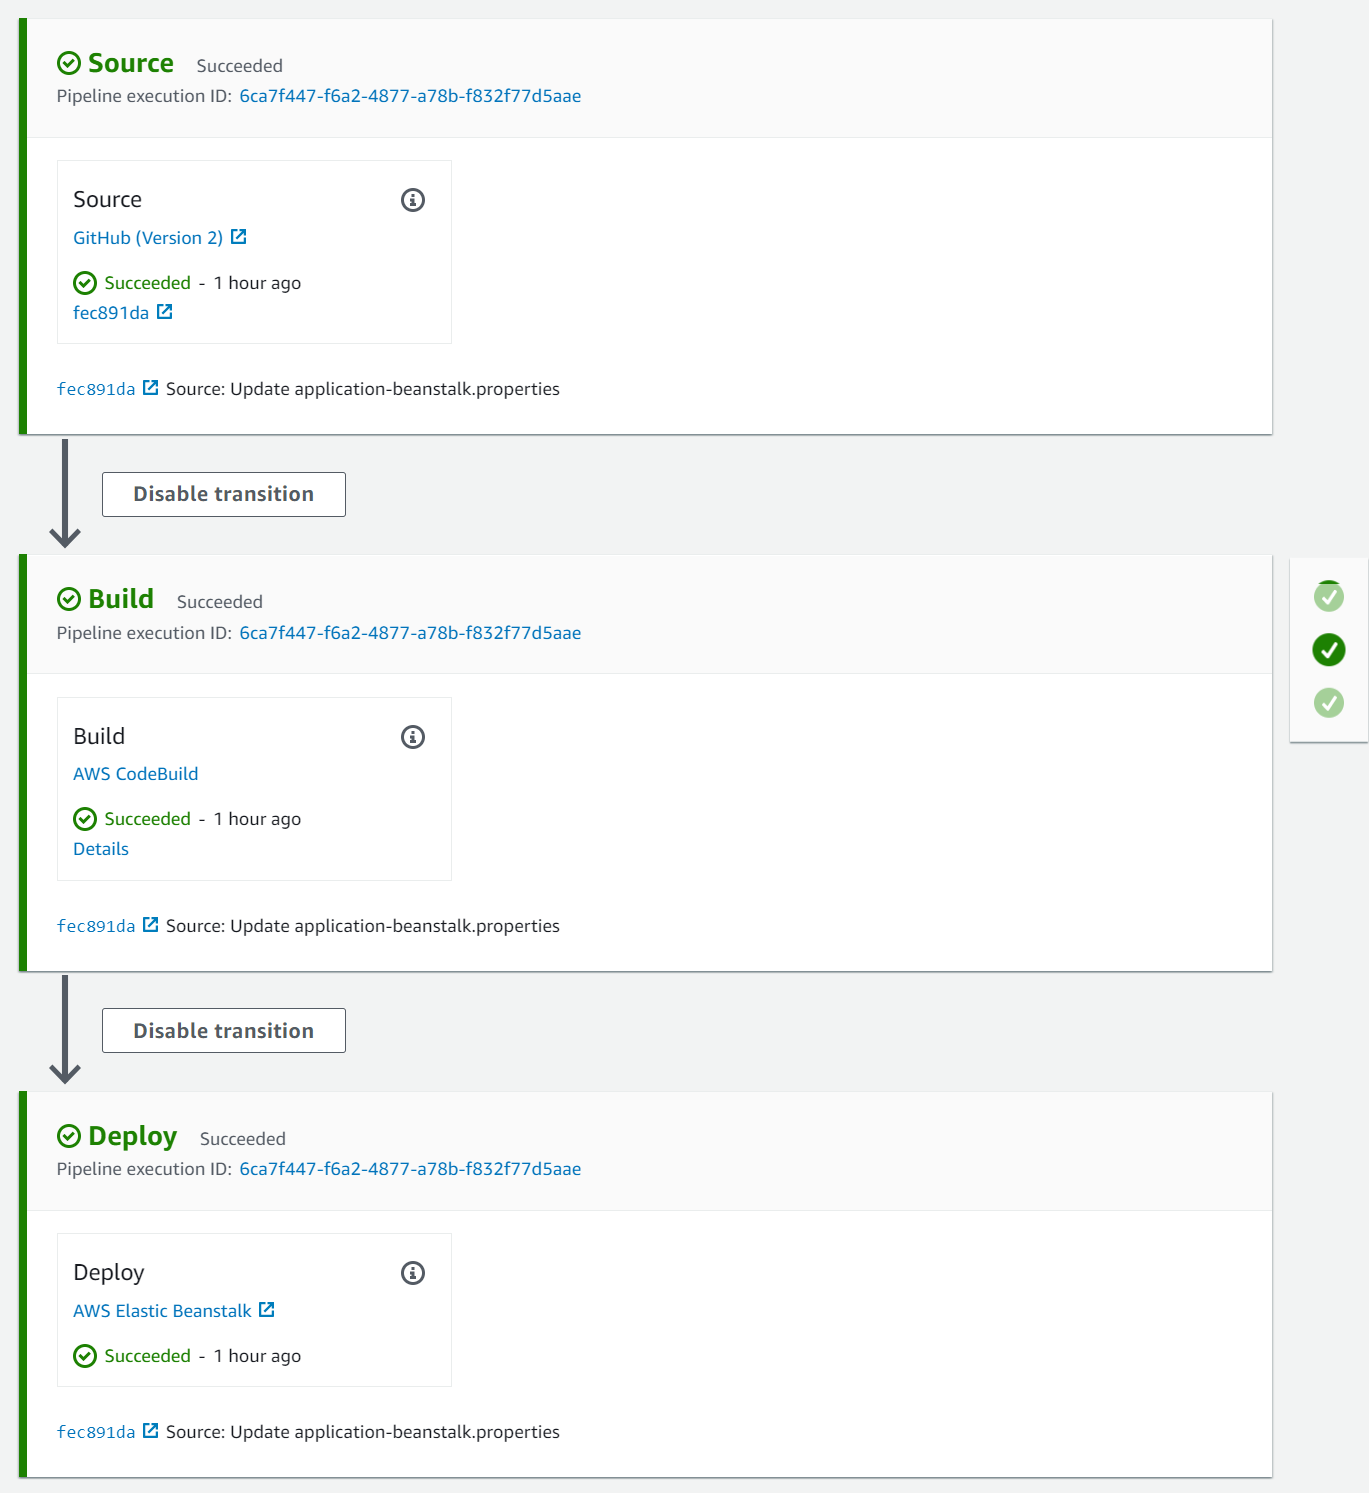 Source Succeeded
Pipeline execution ID: 6ca7f447-f6a2-4877-a78b-f832f77d5aae
Source
GitHub (Version 2)
Succeeded - 1 hour ago
fec891da
fec891da Source: Update application-beanstalk.properties
Disable transition
Build Succeeded
Pipeline execution ID: 6ca7f447-f6a2-4877-a78b-f832f77d5aae
Build
AWS CodeBuild
Succeeded - 1 hour ago
Details
fec891da Source: Update application-beanstalk.properties
Disable transition
Deploy Succeeded
Pipeline execution ID: 6ca7f447-f6a2-4877-a78b-f832f77d5aae
Deploy
AWS Elastic Beanstalk
Succeeded - 1 hour ago
fec891da Source: Update application-beanstalk.properties